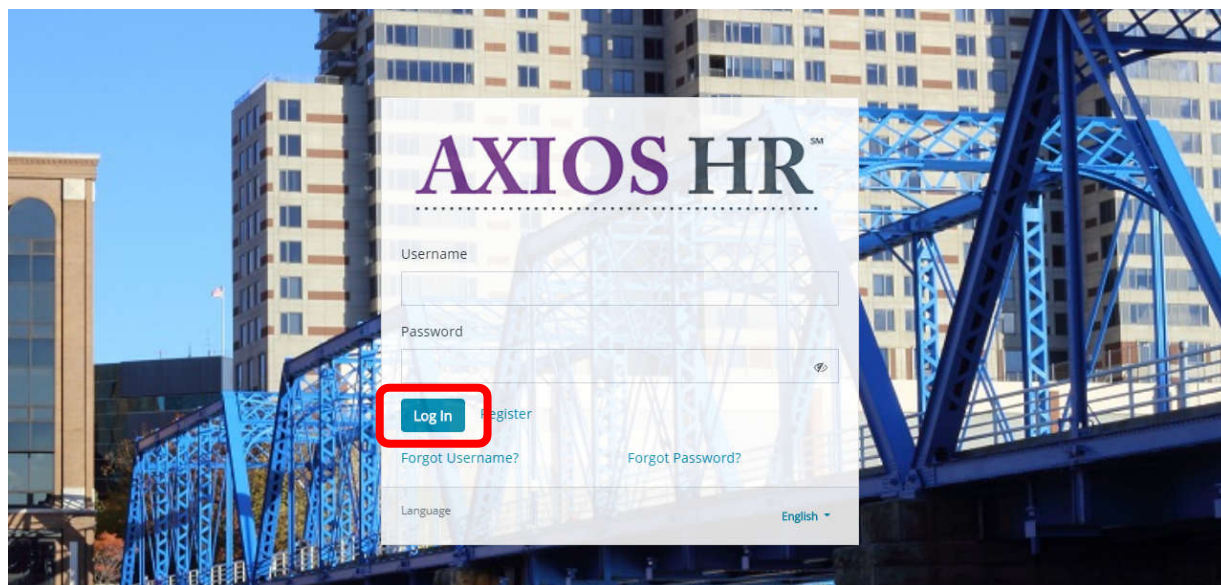 AXIOS HR℠
Username
Password
Log In Register
Forgot Username? Forgot Password?
Language English